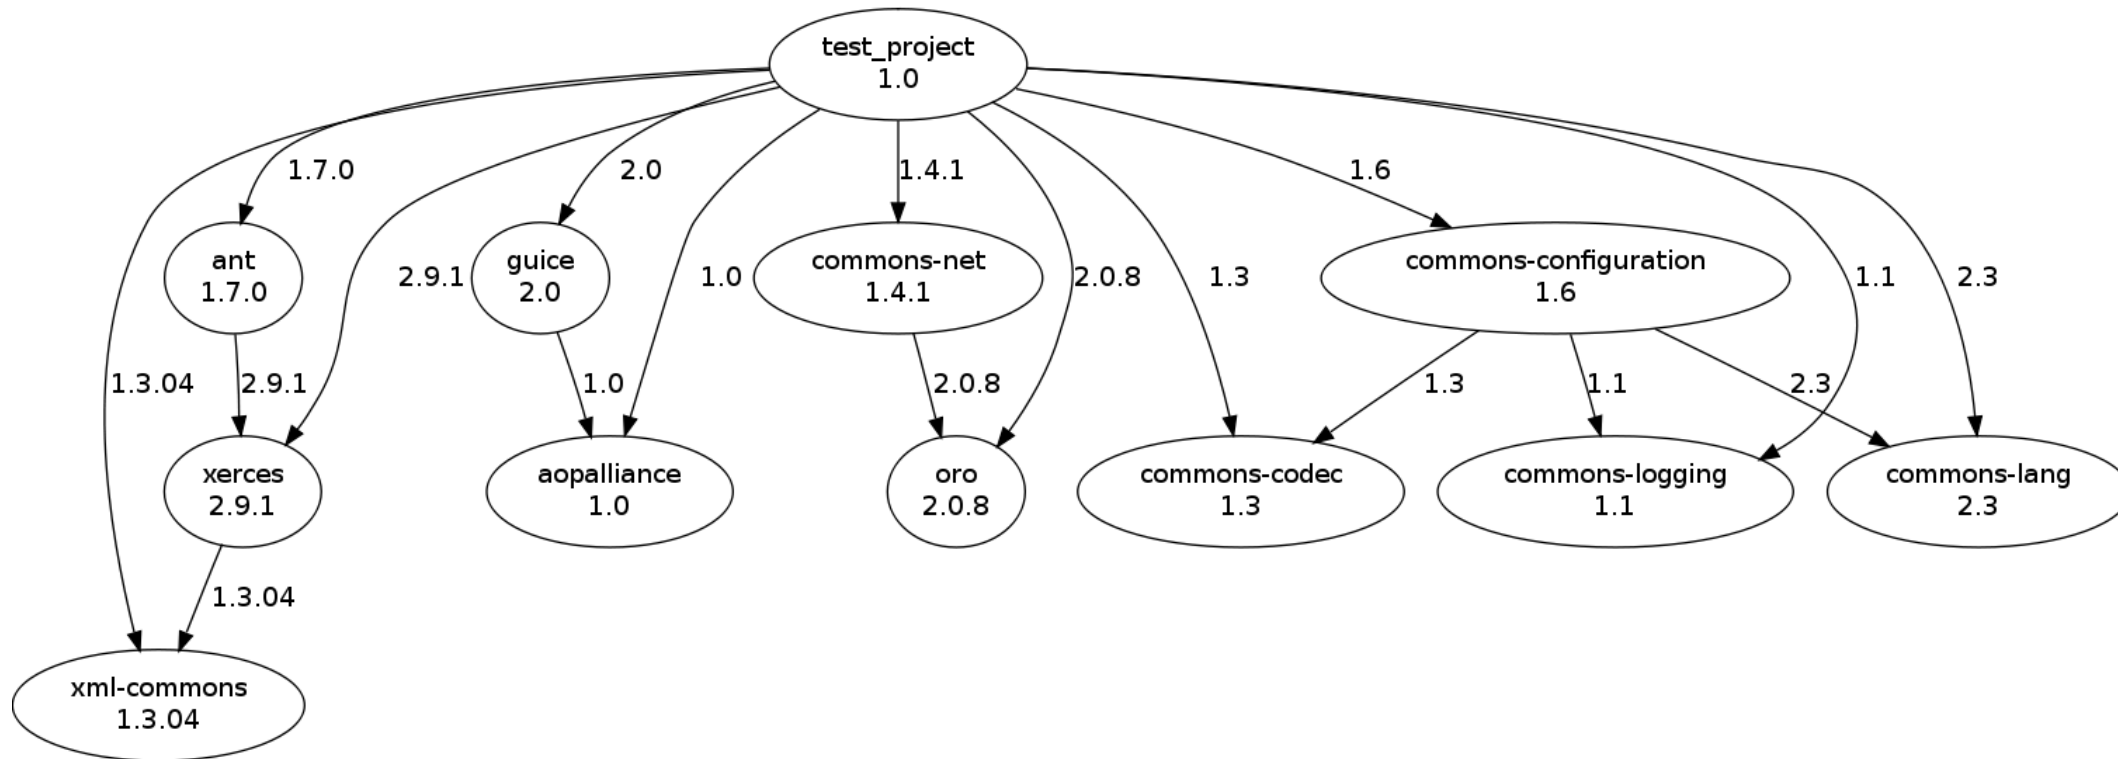 test_project
1.0
1.7.0
2.0
1.4.1
1.6
ant
1.7.0
2.9.1
guice
2.0
1.0
commons-net
1.4.1
2.0.8
1.3
commons-configuration
1.6
1.1
2.3
1.3.04
2.9.1
1.0
2.0.8
1.3
1.1
2.3
xerces
2.9.1
aopalliance
1.0
oro
2.0.8
commons-codec
1.3
commons-logging
1.1
commons-lang
2.3
1.3.04
xml-commons
1.3.04